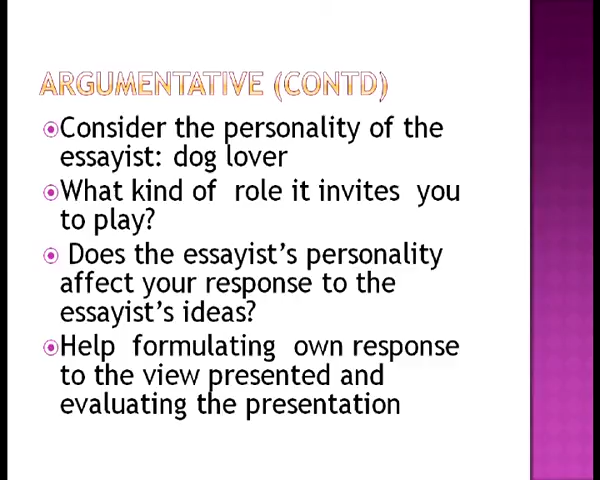 ARGUMENTATIVE (CONTD)
Consider the personality of the
essayist: dog lover
What kind of role it invites you
to play?
Does the essayist's personality
affect your response to the
essayist's ideas?
Help formulating own response
to the view presented and
evaluating the presentation